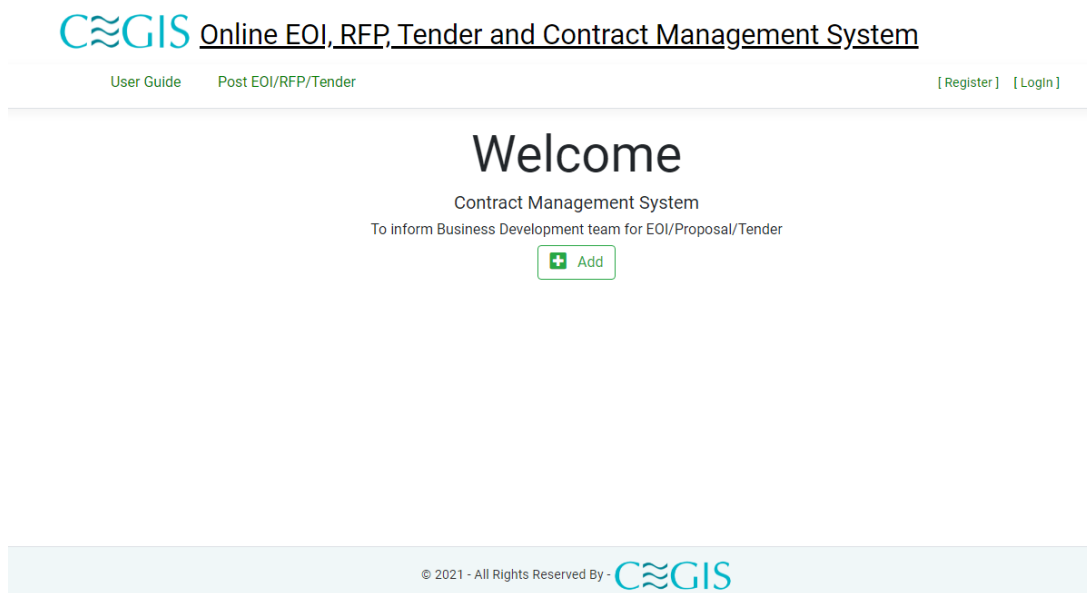 CEGIS Online EOI, RFP, Tender and Contract Management System
User Guide Post EOI/RFP/Tender [ Register ] [ LogIn ]
Welcome
Contract Management System
To inform Business Development team for EOI/Proposal/Tender
Add
© 2021 - All Rights Reserved By - CEGIS